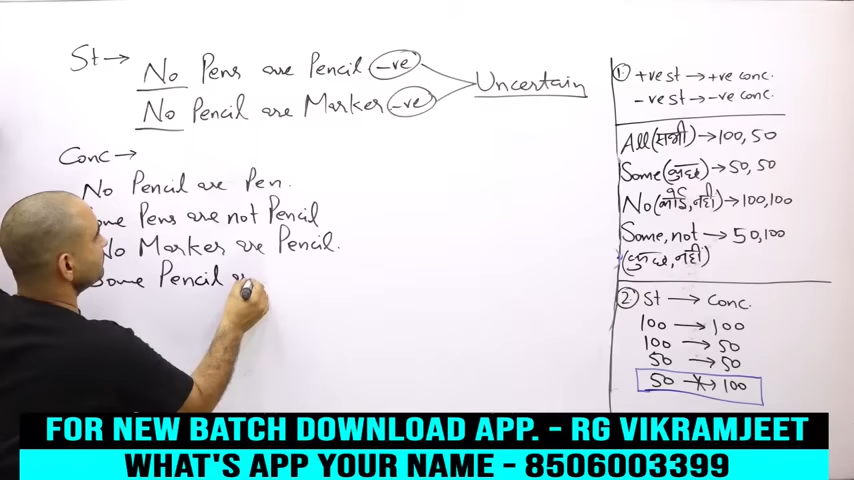 St → No Pens are Pencil -ve
No Pencil are Marker -ve
Uncertain
Conc →
No Pencil are Pen.
Some Pens are not Pencil
No Marker are Pencil.
Some Pencil
1. +ve st → +ve conc.
-ve st → -ve conc.
All (सभी) → 100, 50
Some (कुछ) → 50, 50
No (कोई, नहीं) → 100, 100
Some, not → 50, 100
(कुछ, नहीं)
2. St → Conc.
100 → 100
100 → 50
50 → 50
50 → 100
FOR NEW BATCH DOWNLOAD APP. - RG VIKRAMJEET
WHAT'S APP YOUR NAME - 8506003399